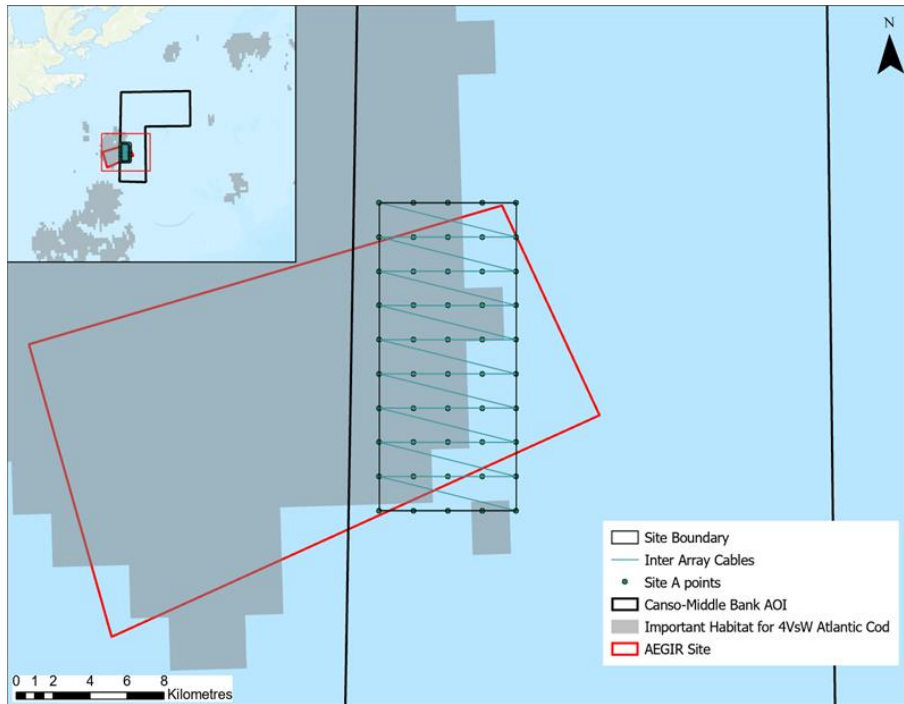 N
Site Boundary
Inter Array Cables
Site A points
Canso-Middle Bank AOI
Important Habitat for 4VsW Atlantic Cod
AEGIR Site
0 1 2 4 6 8
Kilometres